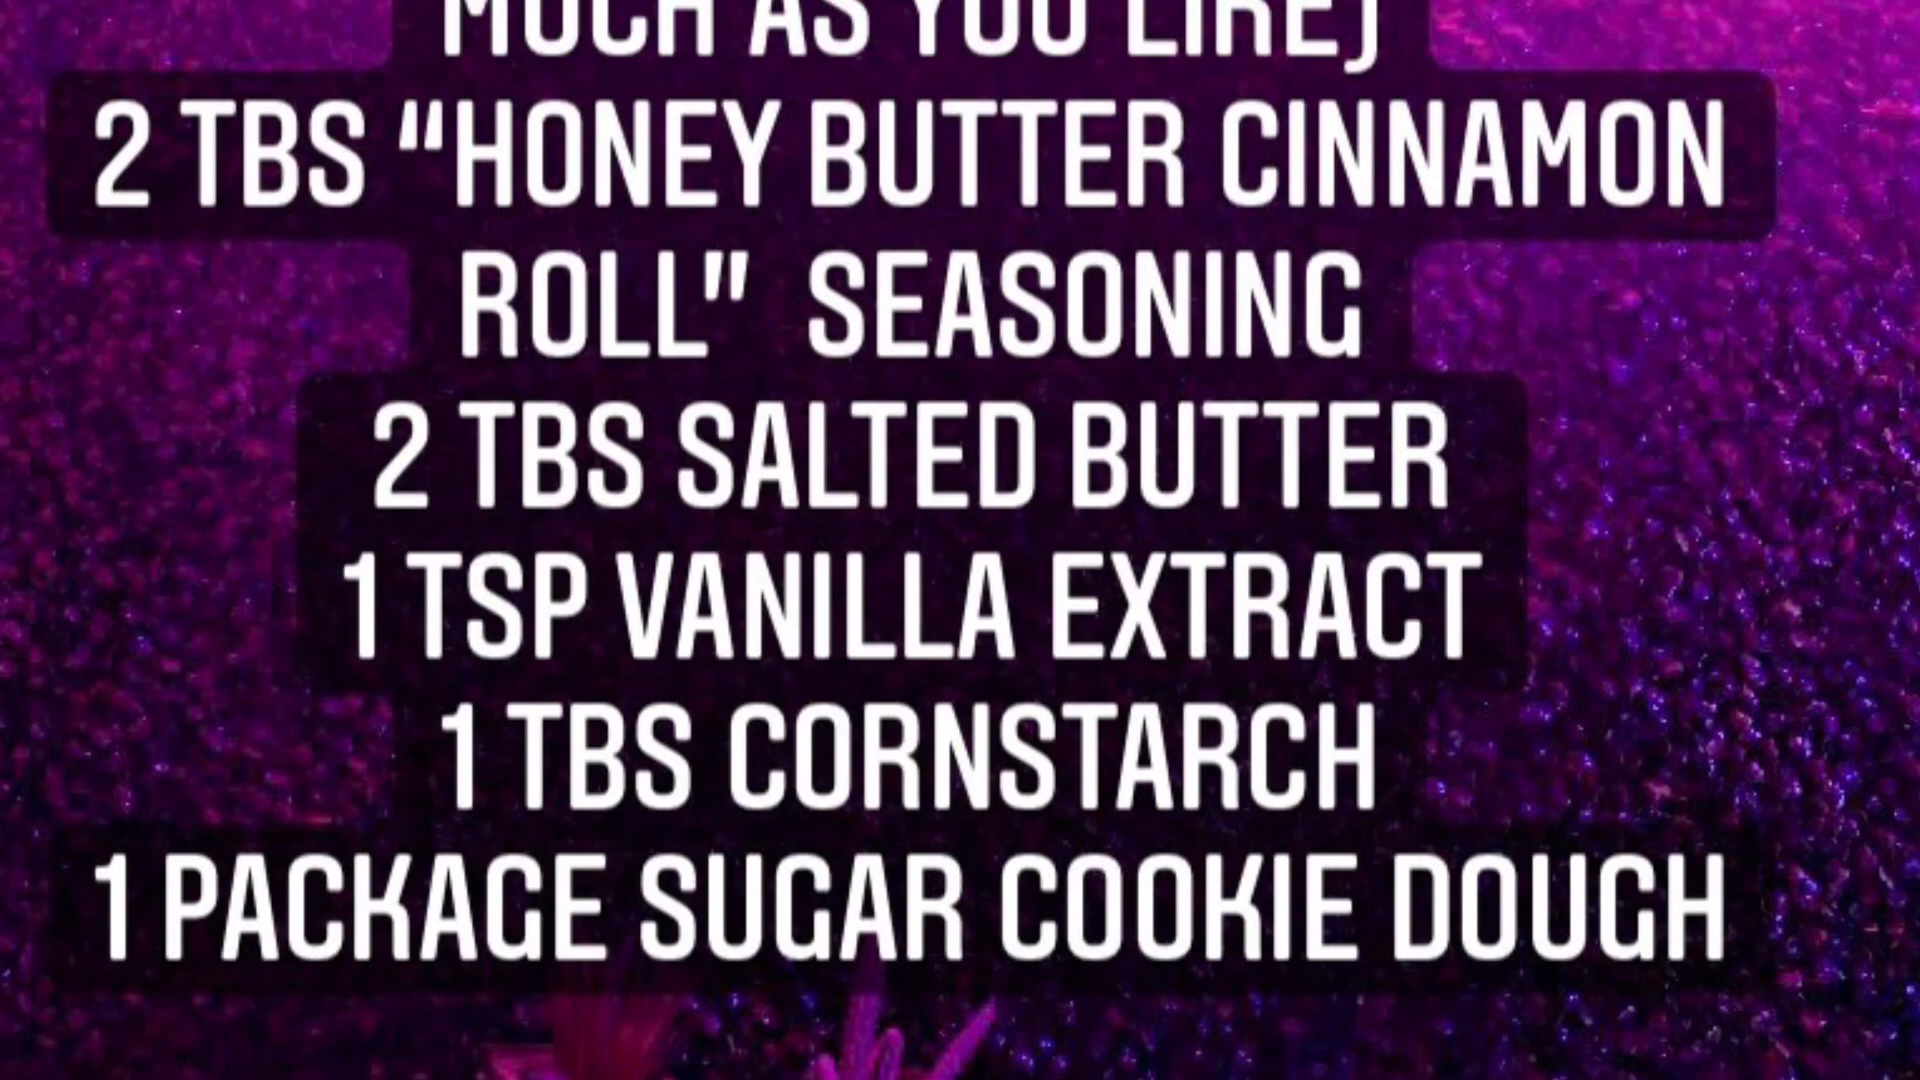 MUCH AS YOU LIKE)
2 TBS “HONEY BUTTER CINNAMON
ROLL”  SEASONING
2 TBS SALTED BUTTER
1 TSP VANILLA EXTRACT
1 TBS CORNSTARCH
1 PACKAGE SUGAR COOKIE DOUGH